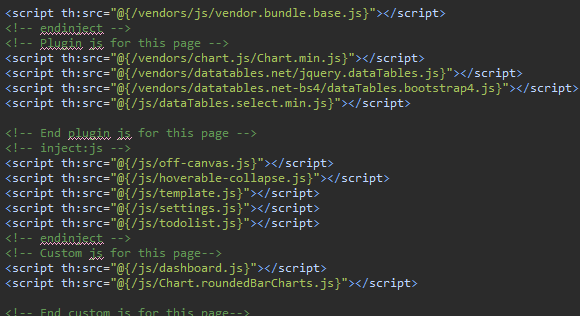 <script th:src="@{/vendors/js/vendor.bundle.base.js}"></script>
<!-- endinject -->
<!-- Plugin js for this page -->
<script th:src="@{/vendors/chart.js/Chart.min.js}"></script>
<script th:src="@{/vendors/datatables.net/jquery.dataTables.js}"></script>
<script th:src="@{/vendors/datatables.net-bs4/dataTables.bootstrap4.js}"></script>
<script th:src="@{/js/dataTables.select.min.js}"></script>
<!-- End plugin js for this page -->
<!-- inject:js -->
<script th:src="@{/js/off-canvas.js}"></script>
<script th:src="@{/js/hoverable-collapse.js}"></script>
<script th:src="@{/js/template.js}"></script>
<script th:src="@{/js/settings.js}"></script>
<script th:src="@{/js/todolist.js}"></script>
<!-- endinject -->
<!-- Custom js for this page-->
<script th:src="@{/js/dashboard.js}"></script>
<script th:src="@{/js/Chart.roundedBarCharts.js}"></script>
<!-- End custom js for this page-->